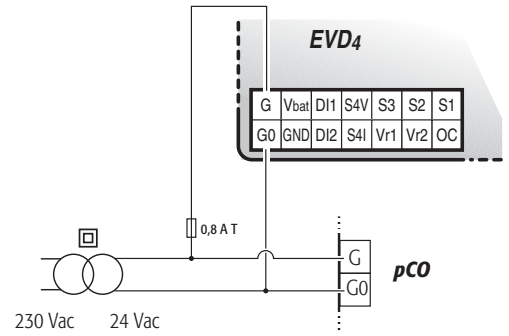 EVD4
G Vbat DI1 S4V S3 S2 S1
G0 GND DI2 S4I Vr1 Vr2 OC
0,8 A T
G
pCO
G0
230 Vac 24 Vac